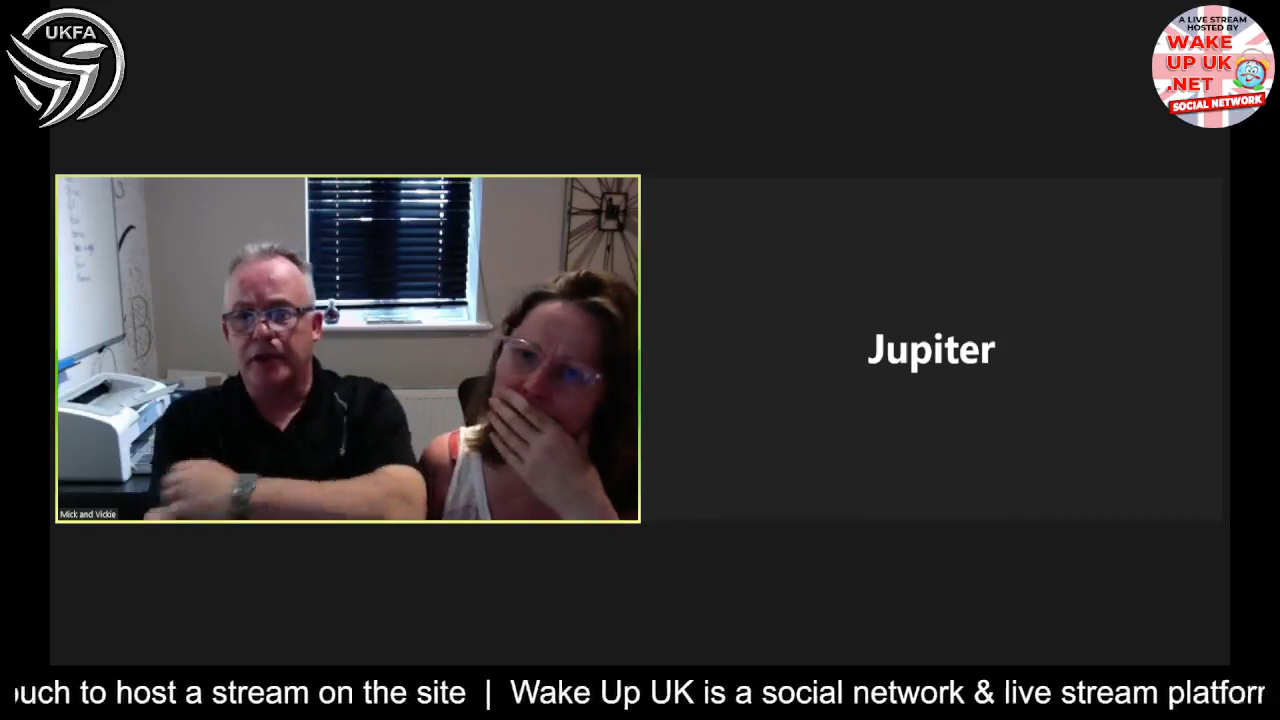 UKFA
A LIVE STREAM
HOSTED BY
WAKE
UP UK
.NET
SOCIAL NETWORK
Jupiter
Mick and Vickie
ouch to host a stream on the site | Wake Up UK is a social network & live stream platfor